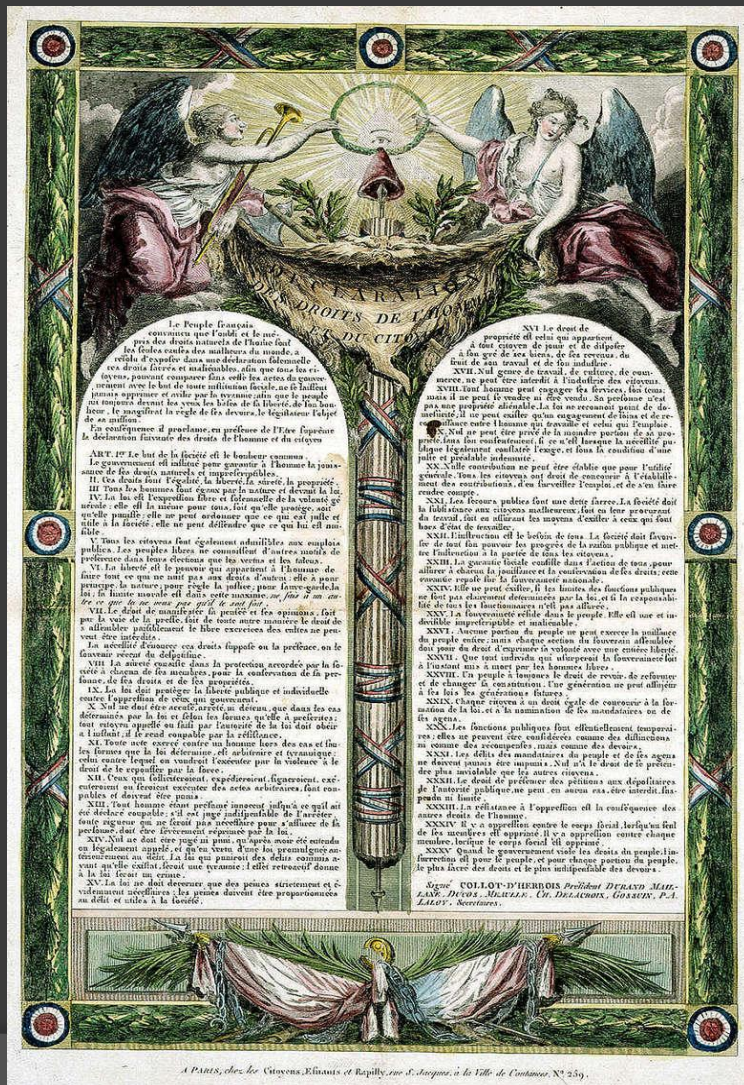 DECLARATION
DES DROITS DE L'HOMME
ET DU CITOYEN
Le Peuple français
convaincu que l'oubli et le mé-
pris des droits naturels de l'homme sont
les seules causes des malheurs du monde, a
résolu d'exposer dans une déclaration solemnelle
ces droits sacrés et inaliénables, afin que tous les ci-
toyens, pouvant comparer sans cesse les actes du gouver-
nement avec le but de toute institution sociale, ne se laissent
jamais opprimer et avilir par la tyrannie; afin que le peuple
ait toujours devant les yeux les bases de sa liberté, de son bon-
heur, le magistrat la règle de ses devoirs, le législateur l'objet
de sa mission.
En conséquence il proclame, en présence de l'Etre suprême
la déclaration suivante des droits de l'homme et du citoyen
ART. 1er Le but de la société est le bonheur commun.
Le gouvernement est institué pour garantir à l'homme la jouis-
sance de ses droits naturels et imprescriptibles.
II. Ces droits sont l'égalité, la liberté, la sûreté, la propriété.
III Tous les hommes sont égaux par la nature et devant la loi.
IV. La loi est l'expression libre et solemnelle de la volonté gé
nérale; elle est la même pour tous, soit qu'elle protège, soit
qu'elle punisse; elle ne peut ordonner que ce qui est juste et
utile à la société; elle ne peut défendre que ce qui lui est nui-
sible.
V. Tous les citoyens sont également admissibles aux emplois
publics. Les peuples libres ne connoissent d'autres motifs de
préférence dans leurs élections que les vertus et les talens.
VI. La liberté est le pouvoir qui appartient à l'homme de
faire tout ce qui ne nuit pas aux droits d'autrui: elle a pour
principe, la nature; pour règle la justice; pour sauve-garde, la
loi; sa limite morale est dans cette maxime, ne fais à un au-
tre ce que tu ne veux pas qu'il te soit fait.
VII. Le droit de manifester sa pensée et ses opinions, soit
par la voie de la presse, soit de toute autre manière le droit de
s'assembler paisiblement le libre exercices des cultes ne peu-
vent être interdits.
La nécessité d'énoncer ces droits suppose ou la présence, ou le
souvenir récent du despotisme.
VIII La sûreté consiste dans la protection accordée par la so-
ciété à chacun de ses membres, pour la conservation de sa per-
sonne, de ses droits et de ses propriétés.
IX. La loi doit protéger la liberté publique et individuelle
contre l'oppression de ceux qui gouvernent.
X Nul ne doit être accusé, arrêté, ni détenu, que dans les cas
déterminés par la loi et selon les formes qu'elle a prescrites;
tout citoyen appellé ou saisi par l'autorité de la loi doit obéir
à l'instant; il se rend coupable par la résistance.
XI. Toute acte exercé contre un homme hors des cas et sans
les formes que la loi détermine, est arbitraire et tyrannique;
celui contre lequel on voudroit l'exécuter par la violence a le
droit de le repousser par la force.
XII. Ceux qui solliciteroient, expédieroient, signeroient, exé-
cuteroient ou feroient exécuter des actes arbitraires, sont cou-
pables et doivent être punis.
XIII. Tout homme étant présumé innocent jusqu'à ce qu'il ait
été déclaré coupable; s'il est jugé indispensable de l'arrêter,
toute rigueur qui ne seroit pas nécessaire pour s'assurer de sa
personne, doit être sévèrement réprimée par la loi.
XIV. Nul ne doit être jugé ni puni, qu'après avoir été entendu
ou légalement appelé, et qu'en vertu d'une loi promulguée an-
térieurement au délit. La loi qui puniroit des délits commis a-
vant qu'elle existât, seroit une tyrannie; l'effet rétroactif donné
à la loi seroit un crime.
XV. La loi ne doit décerner que des peines strictement et é-
videmment nécessaires; les peines doivent être proportionnées
au délit et utiles à la société.
XVI Le droit de
propriété est celui qui appartient
à tout citoyen de jouir et de disposer
à son gré de ses biens, de ses revenus, du
fruit de son travail et de son industrie.
XVII. Nul genre de travail, de culture, de com-
merce, ne peut être interdit à l'industrie des citoyens.
XVIII. Tout homme peut engager ses services, son tems,
mais il ne peut se vendre ni être vendu. Sa personne n'est
pas une propriété aliénable. La loi ne reconnoit point de do-
mesticité; il ne peut exister qu'un engagement de soins et de re-
connoissance entre l'homme qui travaille et celui qui l'emploie.
XIX. Nul ne peut être privé de la moindre portion de sa pro-
priété, sans son consentement, si ce n'est lorsque la nécessité pu-
blique légalement constatée l'exige, et sous la condition d'une
juste et préalable indemnité.
XX. Nulle contribution ne peut être établie que pour l'utilité
générale. Tous les citoyens ont droit de concourir à l'établisse-
ment des contributions, d'en surveiller l'emploi, et de s'en faire
rendre compte.
XXI. Les secours publics sont une dette sacrée. La société doit
la subsistance aux citoyens malheureux, soit en leur procurant
du travail, soit en assurant les moyens d'exister à ceux qui sont
hors d'état de travailler.
XXII. L'instruction est le besoin de tous. La société doit favori-
ser de tout son pouvoir les progrès de la raison publique et met-
tre l'instruction à la portée de tous les citoyens.
XXIII. La garantie sociale consiste dans l'action de tous, pour
assurer à chacun la jouissance et la conservation de ses droits; cette
garantie repose sur la souveraineté nationale.
XXIV. Elle ne peut exister, si les limites des fonctions publiques
ne sont pas clairement déterminées par la loi, et si la responsabi-
lité de tous les fonctionnaires n'est pas assurée.
XXV. La souveraineté réside dans le peuple. Elle est une et in-
divisible imprescriptible et inaliénable.
XXVI. Aucune portion du peuple ne peut exercer la puissance
du peuple entier; mais chaque section du souverain assemblée
doit jouir du droit d'exprimer sa volonté avec une entière liberté.
XXVII. Que tout individu qui usurperoit la souveraineté soit
à l'instant mis à mort par les hommes libres.
XXVIII. Un peuple a toujours le droit de revoir, de réformer
et de changer sa constitution. Une génération ne peut assujétir
à ses lois les générations futures.
XXIX. Chaque citoyen a un droit égale de concourir à la forma-
tion de la loi, et à la nomination de ses mandataires ou de
ses agens.
XXX. Les fonctions publiques sont essentiellement temporai-
res; elles ne peuvent être considérées comme des distinctions
ni comme des récompenses, mais comme des devoirs.
XXXI. Les délits des mandataires du peuple et de ses agens
ne doivent jamais être impunis. Nul n'a le droit de se préten-
dre plus inviolable que les autres citoyens.
XXXII. Le droit de présenter des pétitions aux dépositaires
de l'autorité publique, ne peut, en aucun cas, être interdit, sus-
pendu ni limité.
XXXIII. La résistance à l'oppression est la conséquence des
autres droits de l'homme.
XXXIV Il y a oppression contre le corps social, lorsqu'un seul
de ses membres est opprimé. Il y a oppression contre chaque
membre, lorsque le corps social est opprimé.
XXXV. Quand le gouvernement viole les droits du peuple, l'in-
surrection est pour le peuple, et pour chaque portion du peuple,
le plus sacré des droits et le plus indispensable des devoirs.
Signé COLLOT-D'HERBOIS Président DURAND MAIL-
LANE, DUCOS, MÉAULLE, CH. DELACROIX, GOSSUIN, P.A.
LALOY, Secretaires.
A PARIS, chez les Citoyens, Esnauts et Rapilly, rue S. Jacques, à la Ville de Coutances, N.° 259.